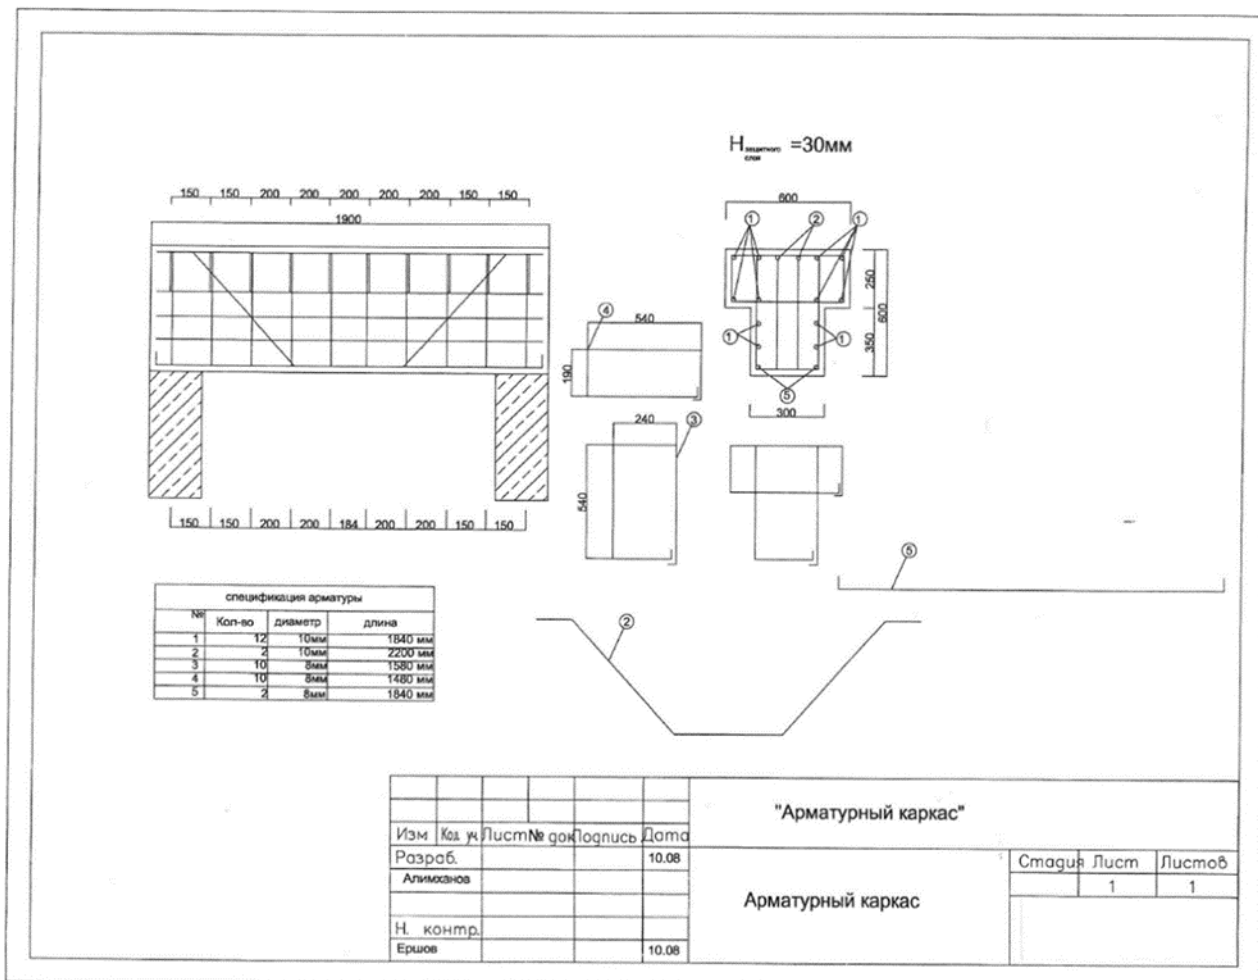 Н защитного слоя =30мм
150 150 200 200 200 200 200 150 150
1900
600
1 2 1
250
600
350
1 1
5
300
4
540
190
240
3
540
150 150 200 200 184 200 200 150 150
5
2
спецификация арматуры
№ Кол-во диаметр длина
1 12 10мм 1840 мм
2 2 10мм 2200 мм
3 10 8мм 1580 мм
4 10 8мм 1480 мм
5 2 8мм 1840 мм
"Арматурный каркас"
Изм Кол уч Лист № док Подпись Дата
Разраб. 10.08
Алимханов
Арматурный каркас
Стадия Лист Листов
1 1
Н. контр.
Ершов 10.08